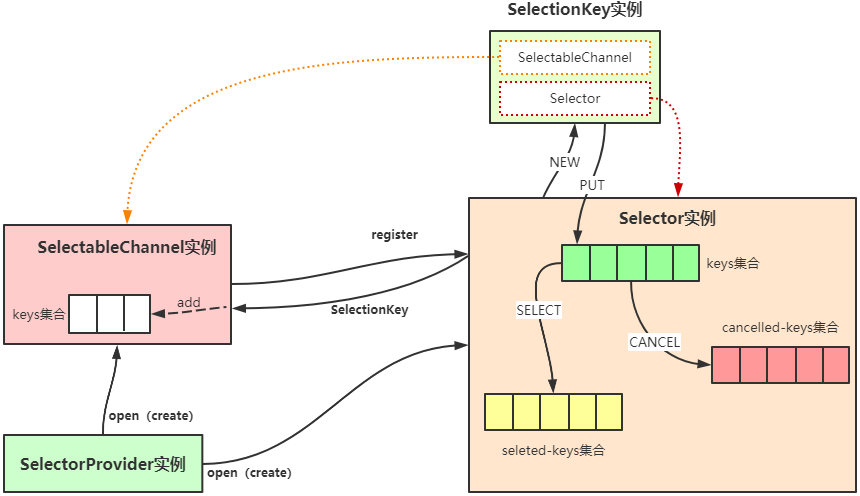 SelectionKey实例
SelectableChannel
Selector
NEW
PUT
Selector实例
SelectableChannel实例
register
keys集合
keys集合
add
SelectionKey
SELECT
cancelled-keys集合
CANCEL
open（create）
seleted-keys集合
SelectorProvider实例
open（create）